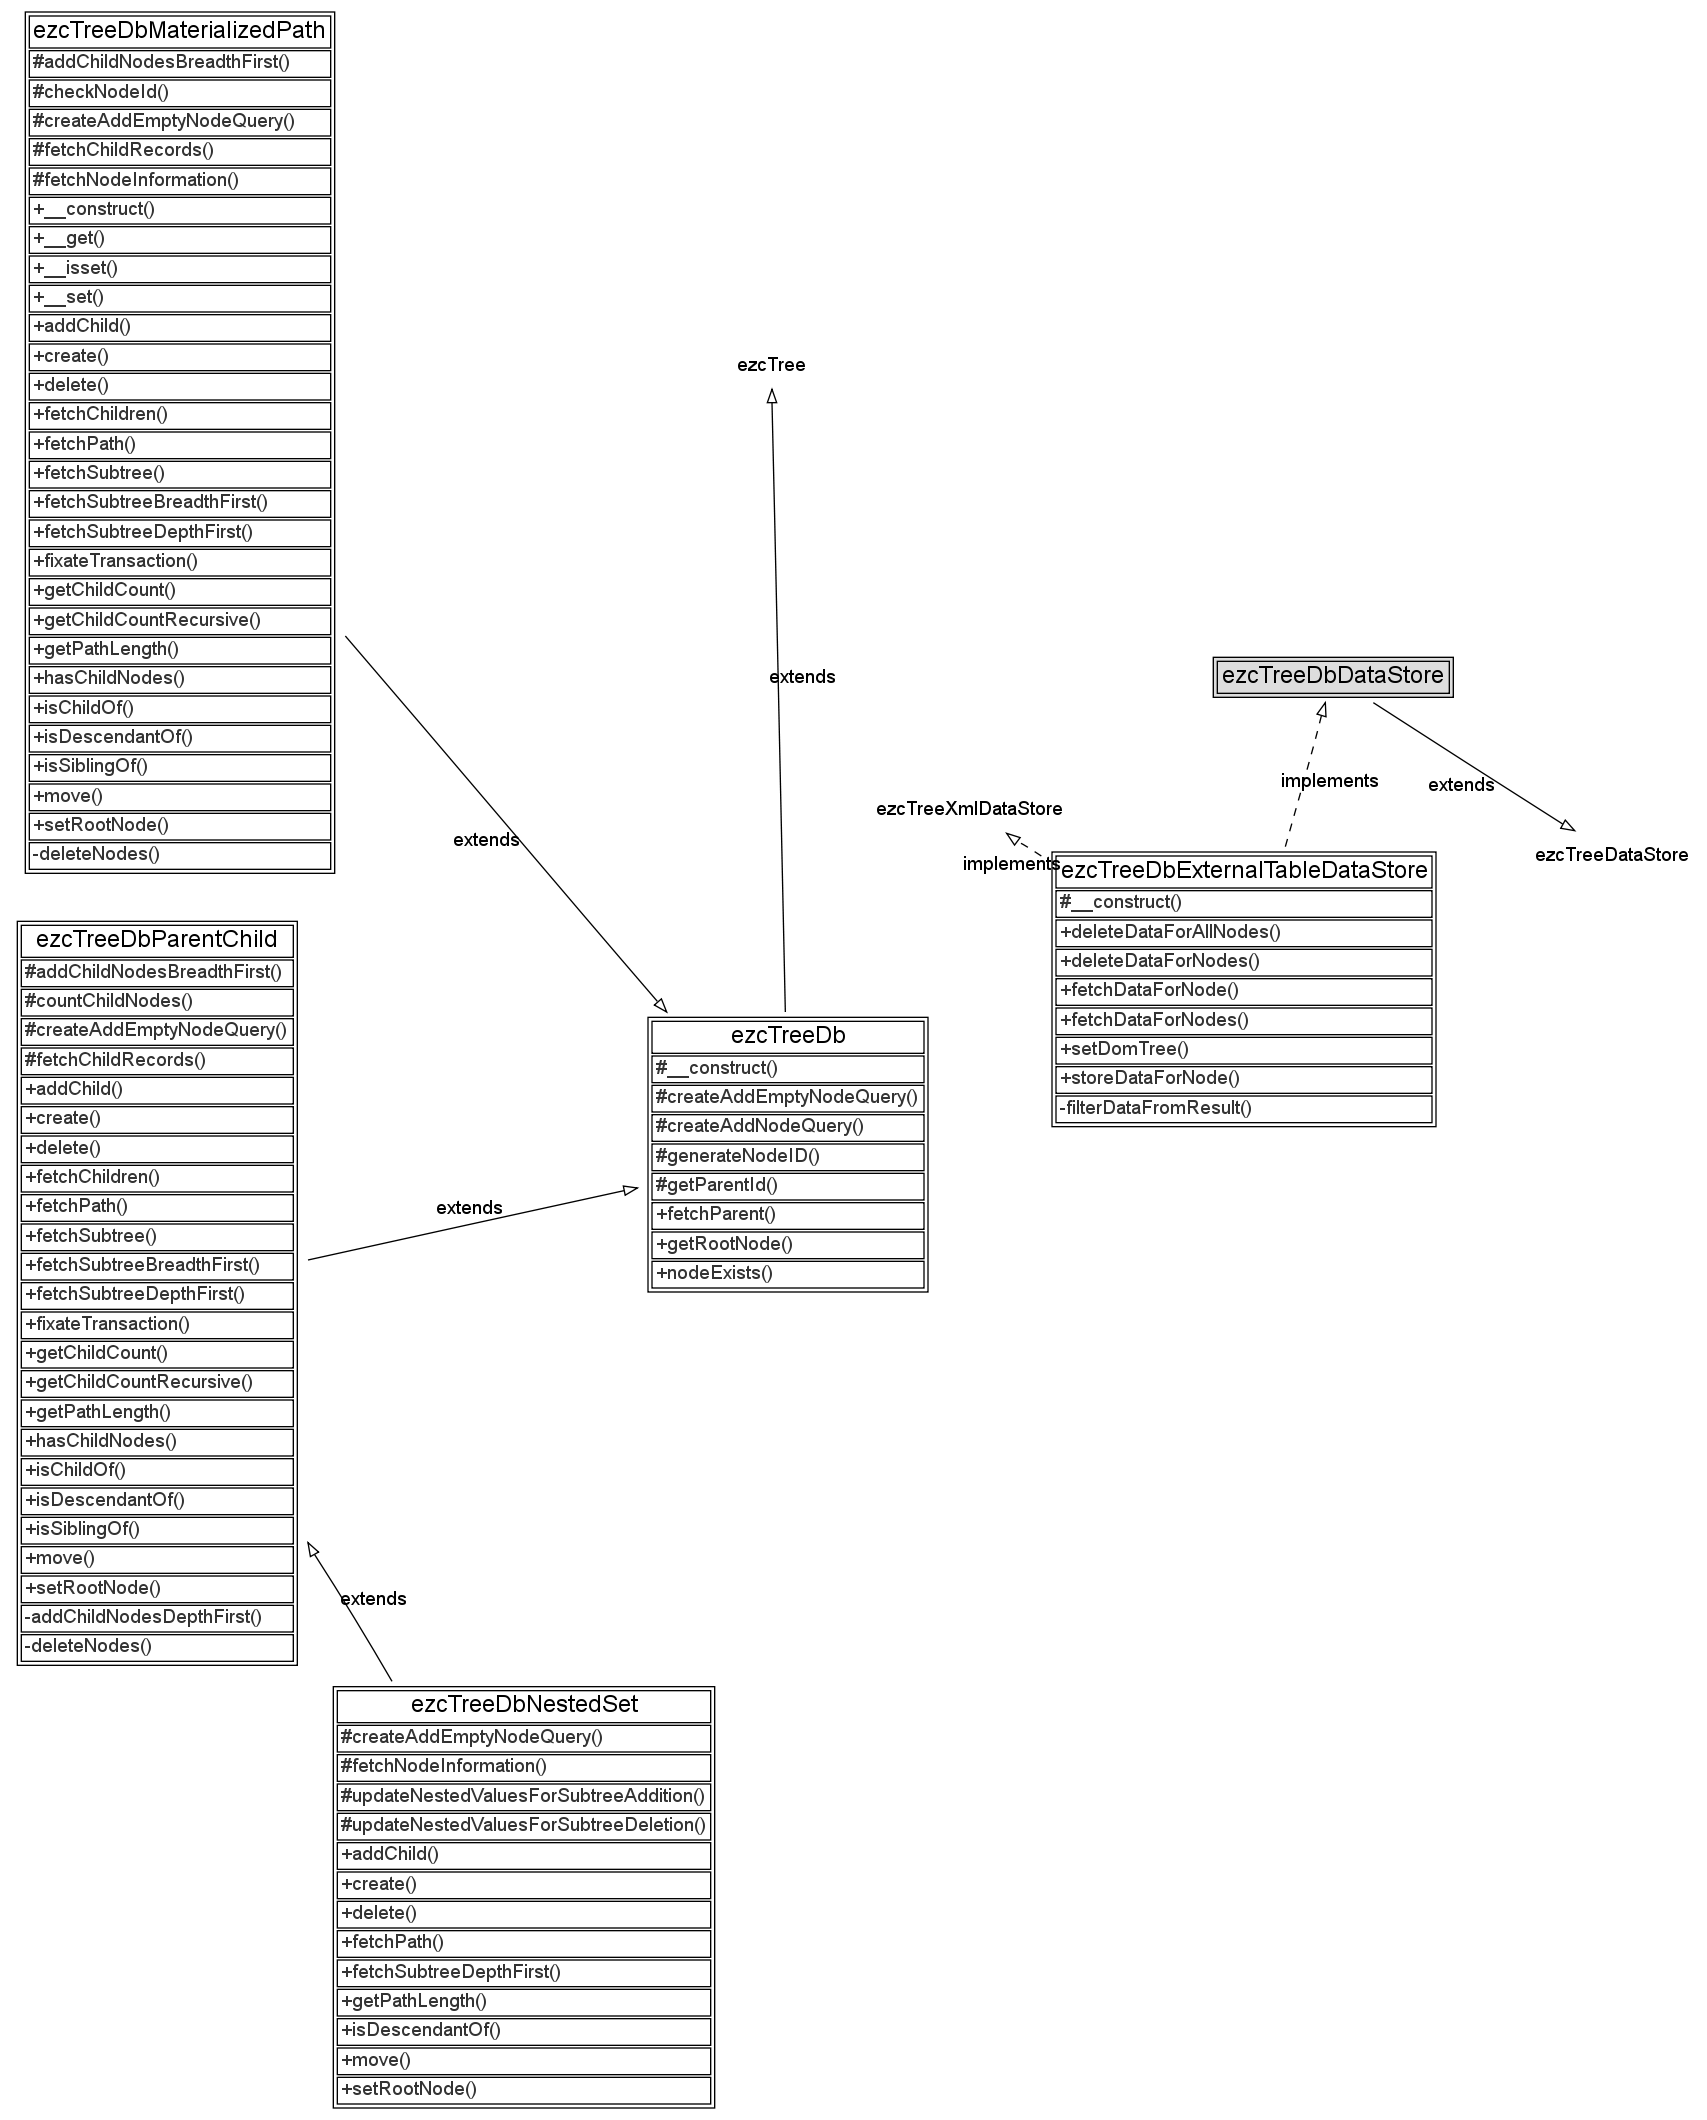 ezcTreeDbMaterializedPath
#addChildNodesBreadthFirst()
#checkNodeId()
#createAddEmptyNodeQuery()
#fetchChildRecords()
#fetchNodeInformation()
+__construct()
+__get()
+__isset()
+__set()
+addChild()
+create()
+delete()
+fetchChildren()
+fetchPath()
+fetchSubtree()
+fetchSubtreeBreadthFirst()
+fetchSubtreeDepthFirst()
+fixateTransaction()
+getChildCount()
+getChildCountRecursive()
+getPathLength()
+hasChildNodes()
+isChildOf()
+isDescendantOf()
+isSiblingOf()
+move()
+setRootNode()
-deleteNodes()
extends
ezcTree
extends
ezcTreeDbDataStore
implements
extends
ezcTreeXmlDataStore
implements
ezcTreeDataStore
ezcTreeDbExternalTableDataStore
#__construct()
+deleteDataForAllNodes()
+deleteDataForNodes()
+fetchDataForNode()
+fetchDataForNodes()
+setDomTree()
+storeDataForNode()
-filterDataFromResult()
ezcTreeDbParentChild
#addChildNodesBreadthFirst()
#countChildNodes()
#createAddEmptyNodeQuery()
#fetchChildRecords()
+addChild()
+create()
+delete()
+fetchChildren()
+fetchPath()
+fetchSubtree()
+fetchSubtreeBreadthFirst()
+fetchSubtreeDepthFirst()
+fixateTransaction()
+getChildCount()
+getChildCountRecursive()
+getPathLength()
+hasChildNodes()
+isChildOf()
+isDescendantOf()
+isSiblingOf()
+move()
+setRootNode()
-addChildNodesDepthFirst()
-deleteNodes()
extends
ezcTreeDb
#__construct()
#createAddEmptyNodeQuery()
#createAddNodeQuery()
#generateNodeID()
#getParentId()
+fetchParent()
+getRootNode()
+nodeExists()
extends
ezcTreeDbNestedSet
#createAddEmptyNodeQuery()
#fetchNodeInformation()
#updateNestedValuesForSubtreeAddition()
#updateNestedValuesForSubtreeDeletion()
+addChild()
+create()
+delete()
+fetchPath()
+fetchSubtreeDepthFirst()
+getPathLength()
+isDescendantOf()
+move()
+setRootNode()